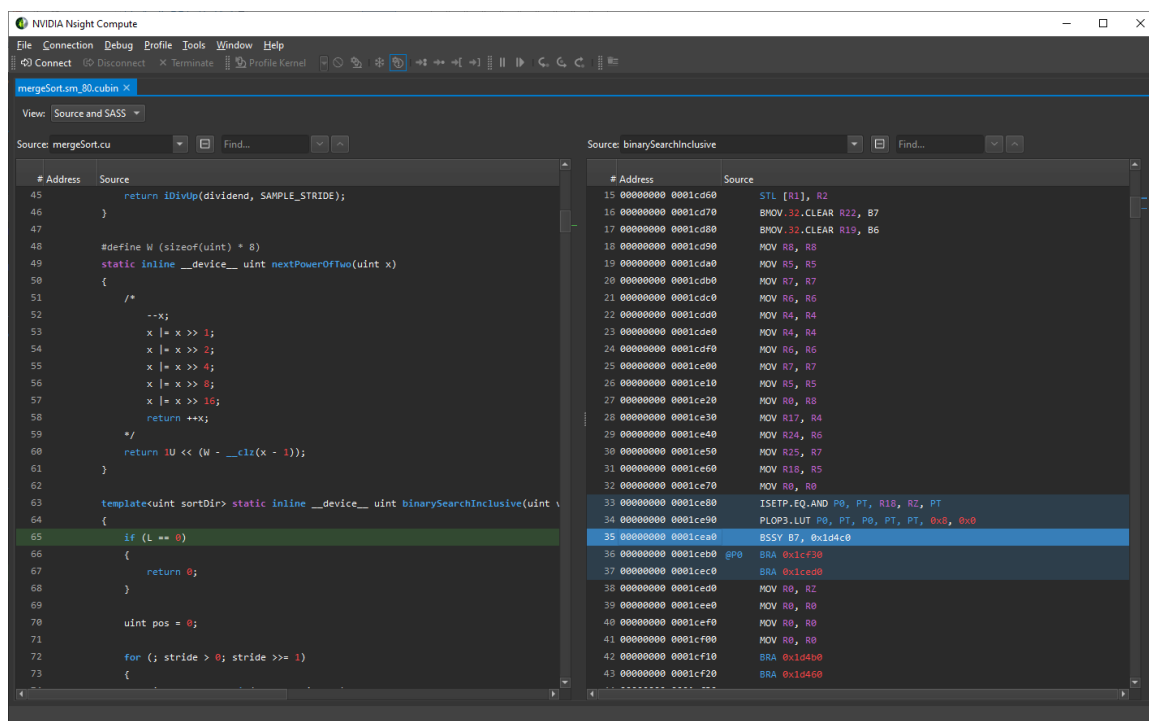 NVIDIA Nsight Compute
File Connection Debug Profile Tools Window Help
Connect Disconnect Terminate Profile Kernel
mergeSort.sm_80.cubin
View: Source and SASS
Source: mergeSort.cu Find...
# Address Source
45 return iDivUp(dividend, SAMPLE_STRIDE);
46 }
47
48 #define W (sizeof(uint) * 8)
49 static inline __device__ uint nextPowerOfTwo(uint x)
50 {
51 /*
52 --x;
53 x |= x >> 1;
54 x |= x >> 2;
55 x |= x >> 4;
56 x |= x >> 8;
57 x |= x >> 16;
58 return ++x;
59 */
60 return 1U << (W - __clz(x - 1));
61 }
62
63 template<uint sortDir> static inline __device__ uint binarySearchInclusive(uint
64 {
65 if (L == 0)
66 {
67 return 0;
68 }
69
70 uint pos = 0;
71
72 for (; stride > 0; stride >>= 1)
73 {
Source: binarySearchInclusive Find...
# Address Source
15 00000000 0001cd60 STL [R1], R2
16 00000000 0001cd70 BMOV.32.CLEAR R22, B7
17 00000000 0001cd80 BMOV.32.CLEAR R19, B6
18 00000000 0001cd90 MOV R8, R8
19 00000000 0001cda0 MOV R5, R5
20 00000000 0001cdb0 MOV R7, R7
21 00000000 0001cdc0 MOV R6, R6
22 00000000 0001cdd0 MOV R4, R4
23 00000000 0001cde0 MOV R4, R4
24 00000000 0001cdf0 MOV R6, R6
25 00000000 0001ce00 MOV R7, R7
26 00000000 0001ce10 MOV R5, R5
27 00000000 0001ce20 MOV R0, R8
28 00000000 0001ce30 MOV R17, R4
29 00000000 0001ce40 MOV R24, R6
30 00000000 0001ce50 MOV R25, R7
31 00000000 0001ce60 MOV R18, R5
32 00000000 0001ce70 MOV R0, R0
33 00000000 0001ce80 ISETP.EQ.AND P0, PT, R18, RZ, PT
34 00000000 0001ce90 PLOP3.LUT P0, PT, P0, PT, PT, 0x8, 0x0
35 00000000 0001cea0 BSSY B7, 0x1d4c0
36 00000000 0001ceb0 @P0 BRA 0x1cf30
37 00000000 0001cec0 BRA 0x1ced0
38 00000000 0001ced0 MOV R0, RZ
39 00000000 0001cee0 MOV R0, R0
40 00000000 0001cef0 MOV R0, R0
41 00000000 0001cf00 MOV R0, R0
42 00000000 0001cf10 BRA 0x1d4b0
43 00000000 0001cf20 BRA 0x1d460